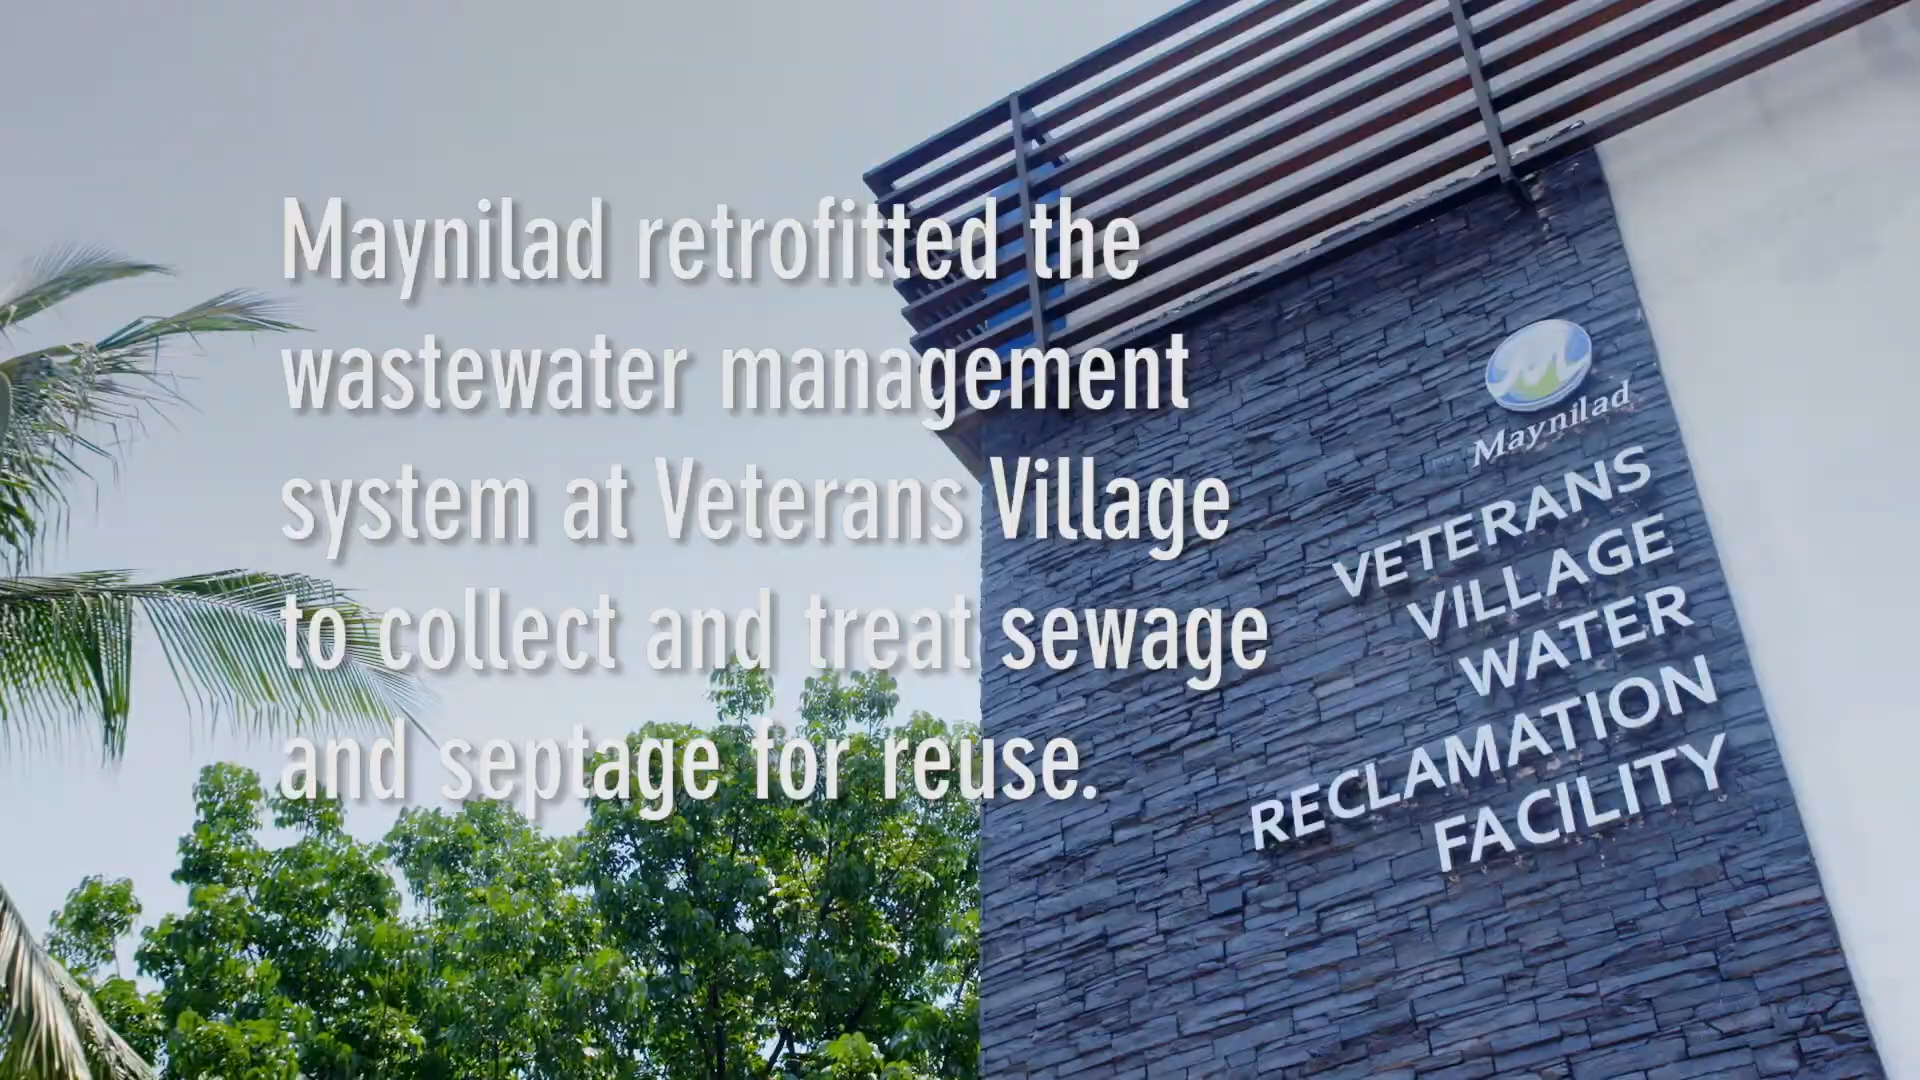 Maynilad retrofitted the
wastewater management
system at Veterans Village
to collect and treat sewage
and septage for reuse.
Maynilad
VETERANS
VILLAGE
WATER
RECLAMATION
FACILITY